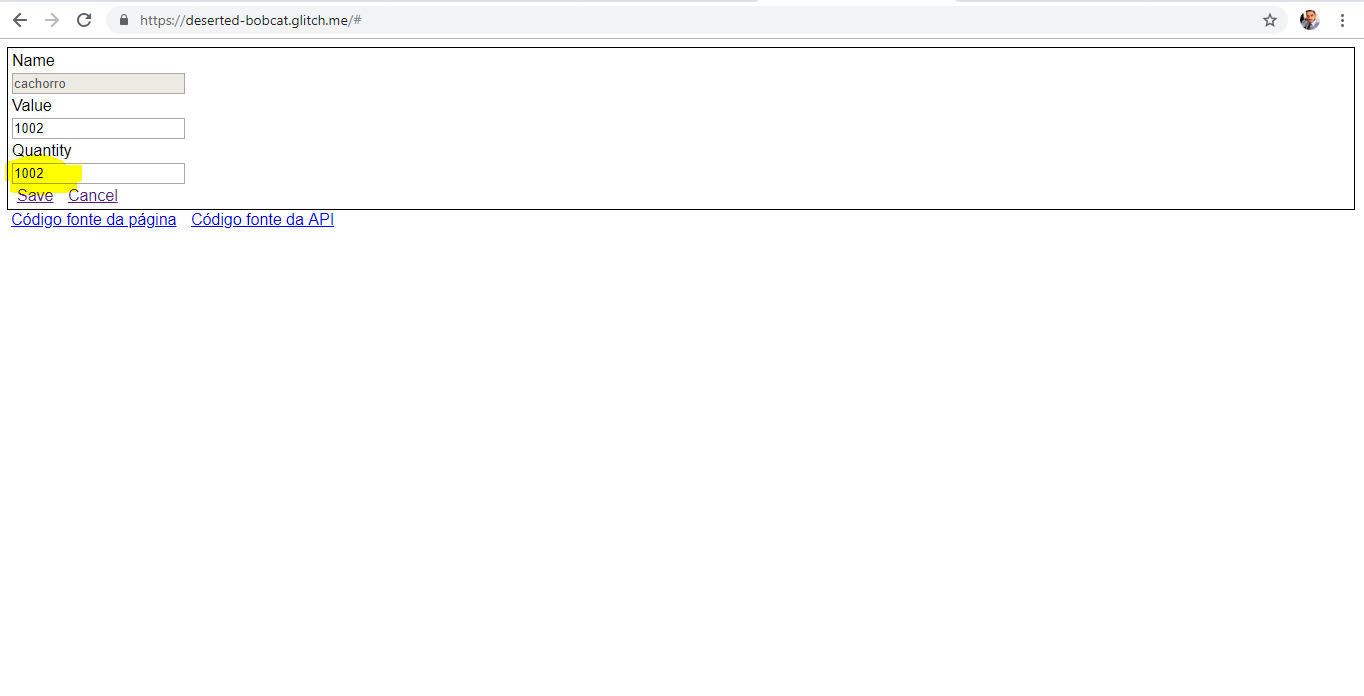 https://deserted-bobcat.glitch.me/#
Name
cachorro
Value
1002
Quantity
1002
Save Cancel
Código fonte da página Código fonte da API